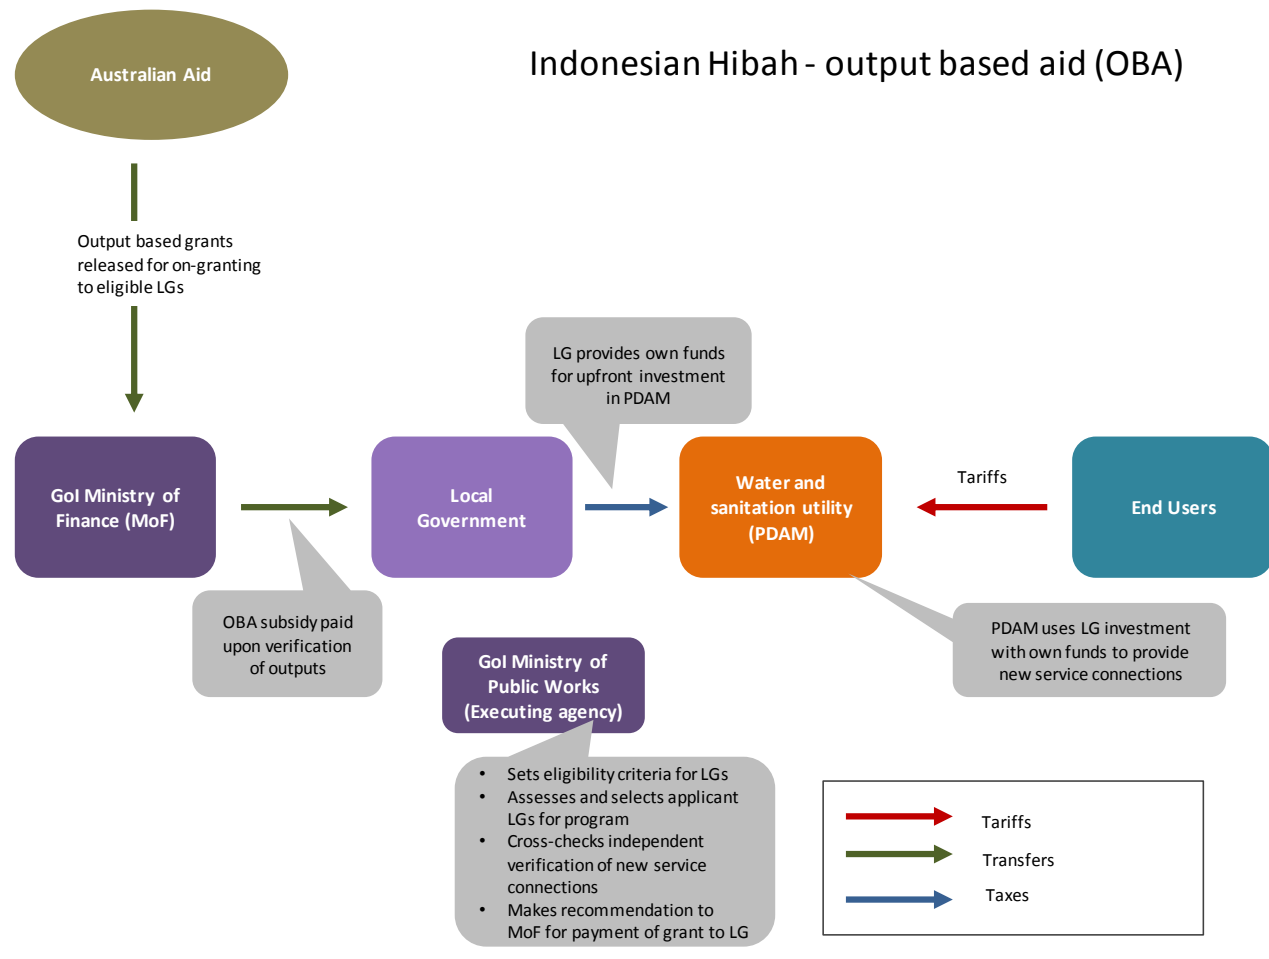 Australian Aid
Indonesian Hibah - output based aid (OBA)
Output based grants
released for on-granting
to eligible LGs
LG provides own funds
for upfront investment
in PDAM
GoI Ministry of
Finance (MoF)
Local
Government
Water and
sanitation utility
(PDAM)
Tariffs
End Users
OBA subsidy paid
upon verification
of outputs
PDAM uses LG investment
with own funds to provide
new service connections
GoI Ministry of
Public Works
(Executing agency)
• Sets eligibility criteria for LGs
• Assesses and selects applicant
LGs for program
• Cross-checks independent
verification of new service
connections
• Makes recommendation to
MoF for payment of grant to LG
Tariffs
Transfers
Taxes